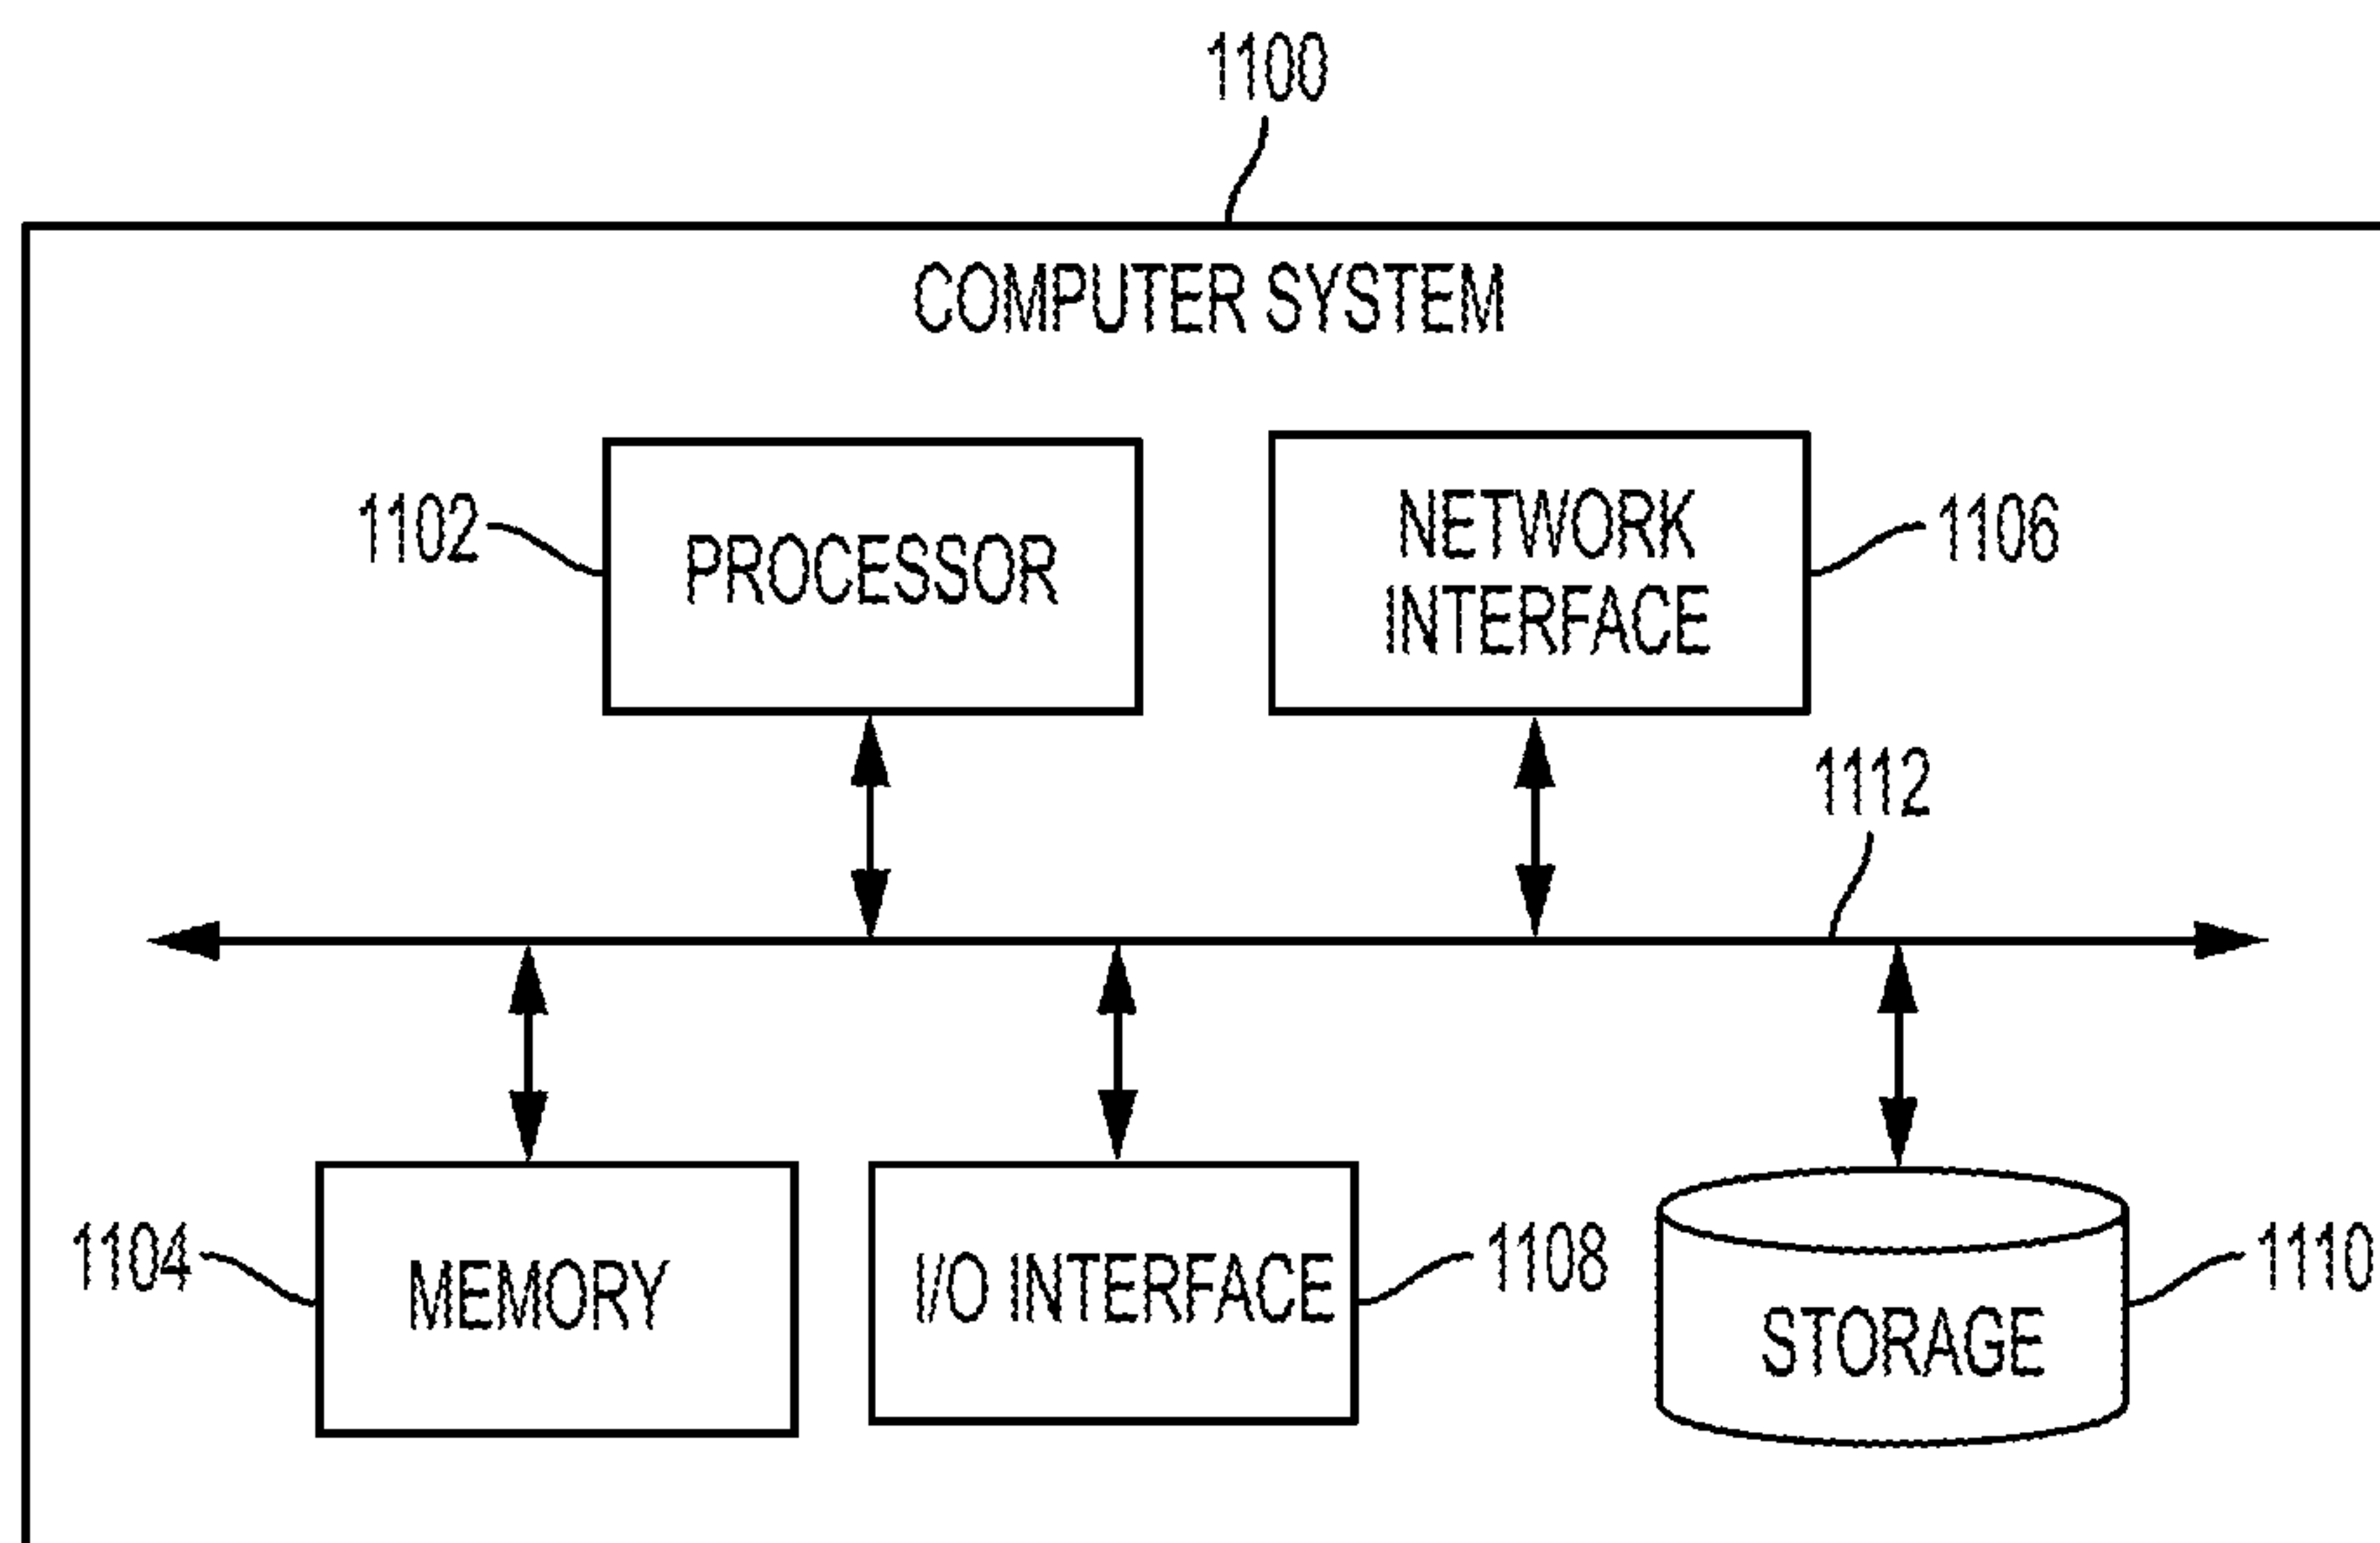 1100
COMPUTER SYSTEM
1102
PROCESSOR
NETWORK
INTERFACE
1106
1112
1104
MEMORY
I/O INTERFACE
1108
STORAGE
1110